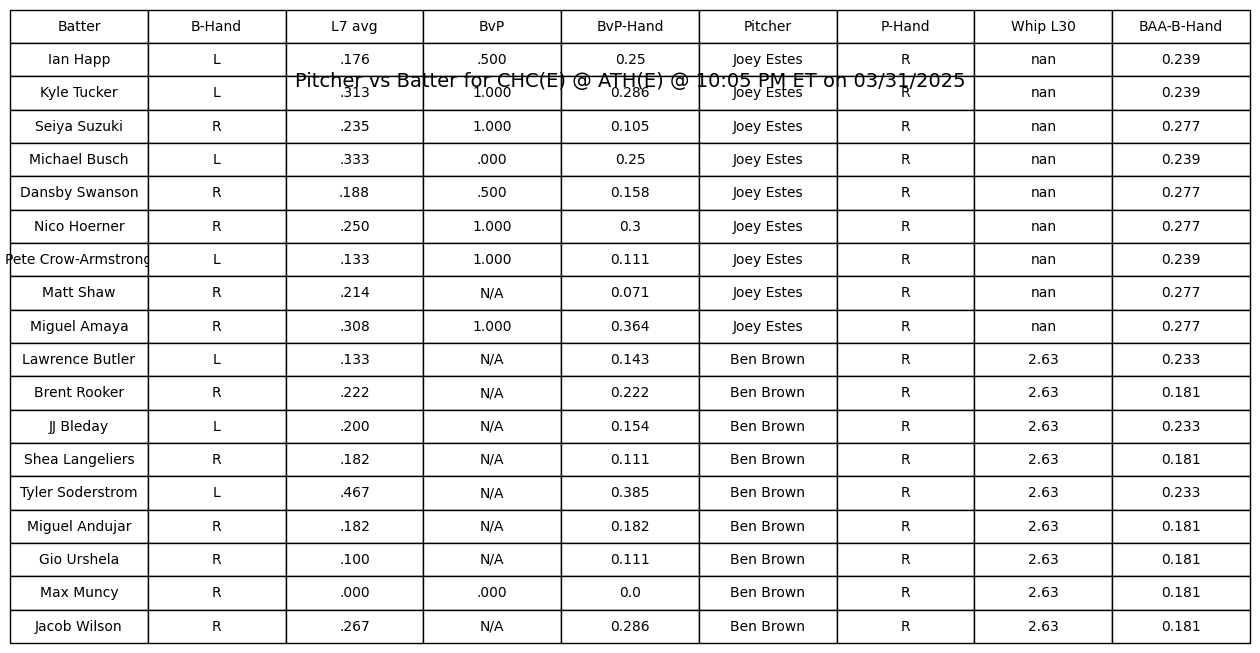 Batter B-Hand L7 avg BvP BvP-Hand Pitcher P-Hand Whip L30 BAA-B-Hand
Ian Happ L .176 .500 0.25 Joey Estes R nan 0.239
Pitcher vs Batter for CHC(E) @ ATH(E) @ 10:05 PM ET on 03/31/2025
Kyle Tucker L .313 1.000 0.286 Joey Estes R nan 0.239
Seiya Suzuki R .235 1.000 0.105 Joey Estes R nan 0.277
Michael Busch L .333 .000 0.25 Joey Estes R nan 0.239
Dansby Swanson R .188 .500 0.158 Joey Estes R nan 0.277
Nico Hoerner R .250 1.000 0.3 Joey Estes R nan 0.277
Pete Crow-Armstrong L .133 1.000 0.111 Joey Estes R nan 0.239
Matt Shaw R .214 N/A 0.071 Joey Estes R nan 0.277
Miguel Amaya R .308 1.000 0.364 Joey Estes R nan 0.277
Lawrence Butler L .133 N/A 0.143 Ben Brown R 2.63 0.233
Brent Rooker R .222 N/A 0.222 Ben Brown R 2.63 0.181
JJ Bleday L .200 N/A 0.154 Ben Brown R 2.63 0.233
Shea Langeliers R .182 N/A 0.111 Ben Brown R 2.63 0.181
Tyler Soderstrom L .467 N/A 0.385 Ben Brown R 2.63 0.233
Miguel Andujar R .182 N/A 0.182 Ben Brown R 2.63 0.181
Gio Urshela R .100 N/A 0.111 Ben Brown R 2.63 0.181
Max Muncy R .000 .000 0.0 Ben Brown R 2.63 0.181
Jacob Wilson R .267 N/A 0.286 Ben Brown R 2.63 0.181